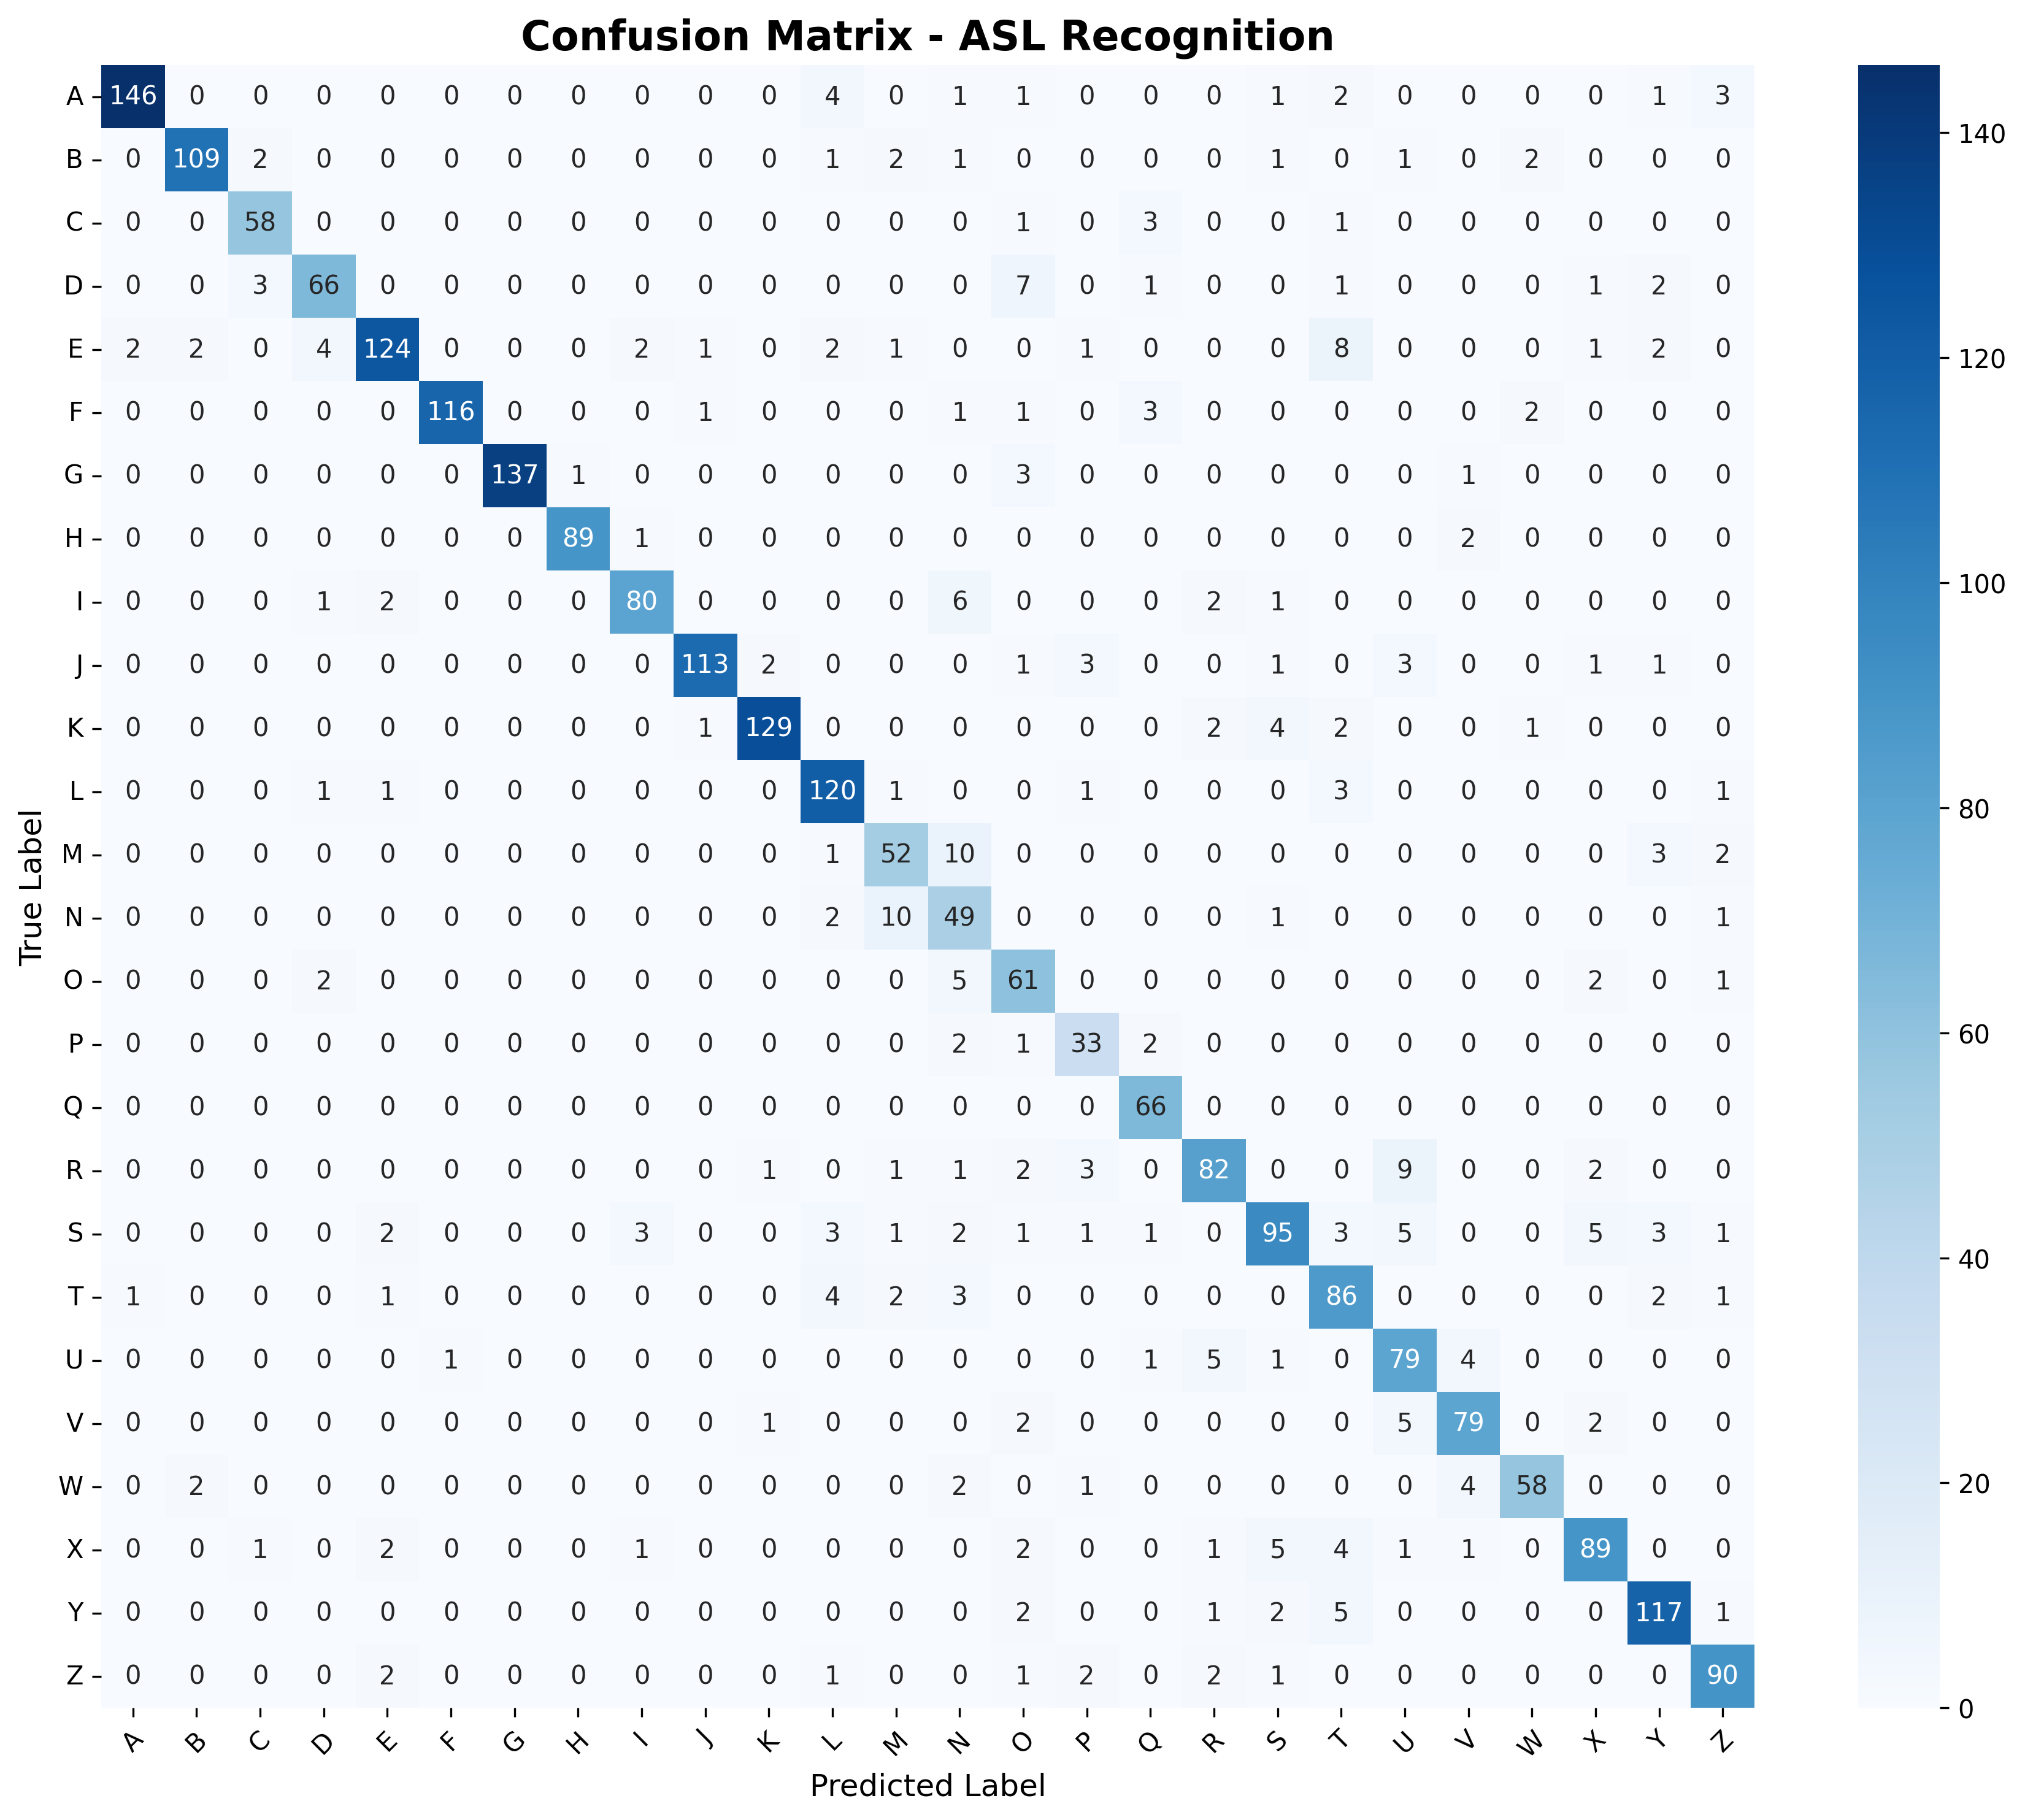 Confusion Matrix - ASL Recognition
A 146 0 0 0 0 0 0 0 0 0 0 4 0 1 1 0 0 0 1 2 0 0 0 0 1 3
B 0 109 2 0 0 0 0 0 0 0 0 1 2 1 0 0 0 0 1 0 1 0 2 0 0 0
C 0 0 58 0 0 0 0 0 0 0 0 0 0 0 1 0 3 0 0 1 0 0 0 0 0 0
D 0 0 3 66 0 0 0 0 0 0 0 0 0 0 7 0 1 0 0 1 0 0 0 1 2 0
E 2 2 0 4 124 0 0 0 2 1 0 2 1 0 0 1 0 0 0 8 0 0 0 1 2 0
F 0 0 0 0 0 116 0 0 0 1 0 0 0 1 1 0 3 0 0 0 0 0 2 0 0 0
G 0 0 0 0 0 0 137 1 0 0 0 0 0 0 3 0 0 0 0 0 0 1 0 0 0 0
H 0 0 0 0 0 0 0 89 1 0 0 0 0 0 0 0 0 0 0 0 0 2 0 0 0 0
I 0 0 0 1 2 0 0 0 80 0 0 0 0 6 0 0 0 2 1 0 0 0 0 0 0 0
J 0 0 0 0 0 0 0 0 0 113 2 0 0 0 1 3 0 0 1 0 3 0 0 1 1 0
K 0 0 0 0 0 0 0 0 0 1 129 0 0 0 0 0 0 2 4 2 0 0 1 0 0 0
L 0 0 0 1 1 0 0 0 0 0 0 120 1 0 0 1 0 0 0 3 0 0 0 0 0 1
M 0 0 0 0 0 0 0 0 0 0 0 1 52 10 0 0 0 0 0 0 0 0 0 0 3 2
N 0 0 0 0 0 0 0 0 0 0 0 2 10 49 0 0 0 0 1 0 0 0 0 0 0 1
O 0 0 0 2 0 0 0 0 0 0 0 0 0 5 61 0 0 0 0 0 0 0 0 2 0 1
P 0 0 0 0 0 0 0 0 0 0 0 0 0 2 1 33 2 0 0 0 0 0 0 0 0 0
Q 0 0 0 0 0 0 0 0 0 0 0 0 0 0 0 0 66 0 0 0 0 0 0 0 0 0
R 0 0 0 0 0 0 0 0 0 0 1 0 1 1 2 3 0 82 0 0 9 0 0 2 0 0
S 0 0 0 0 2 0 0 0 3 0 0 3 1 2 1 1 1 0 95 3 5 0 0 5 3 1
T 1 0 0 0 1 0 0 0 0 0 0 4 2 3 0 0 0 0 0 86 0 0 0 0 2 1
U 0 0 0 0 0 1 0 0 0 0 0 0 0 0 0 0 1 5 1 0 79 4 0 0 0 0
V 0 0 0 0 0 0 0 0 0 0 1 0 0 0 2 0 0 0 0 0 5 79 0 2 0 0
W 0 2 0 0 0 0 0 0 0 0 0 0 0 2 0 1 0 0 0 0 0 4 58 0 0 0
X 0 0 1 0 2 0 0 0 1 0 0 0 0 0 2 0 0 1 5 4 1 1 0 89 0 0
Y 0 0 0 0 0 0 0 0 0 0 0 0 0 0 2 0 0 1 2 5 0 0 0 0 117 1
Z 0 0 0 0 2 0 0 0 0 0 0 1 0 0 1 2 0 2 1 0 0 0 0 0 0 90
A B C D E F G H I J K L M N O P Q R S T U V W X Y Z
Predicted Label
True Label
140
120
100
80
60
40
20
0